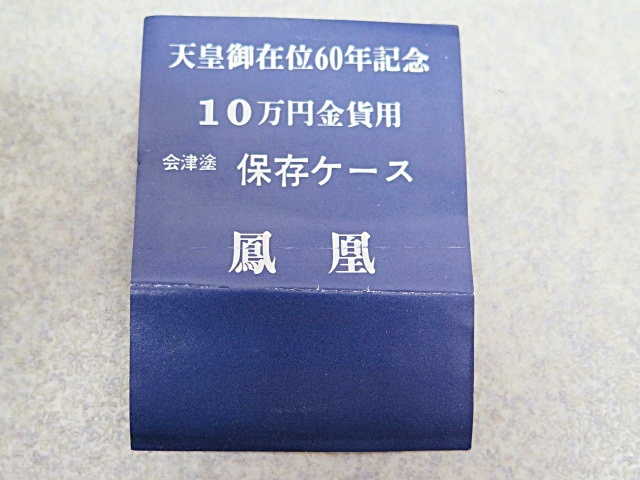 天皇御在位60年記念
10万円金貨用
会津塗 保存ケース
鳳凰